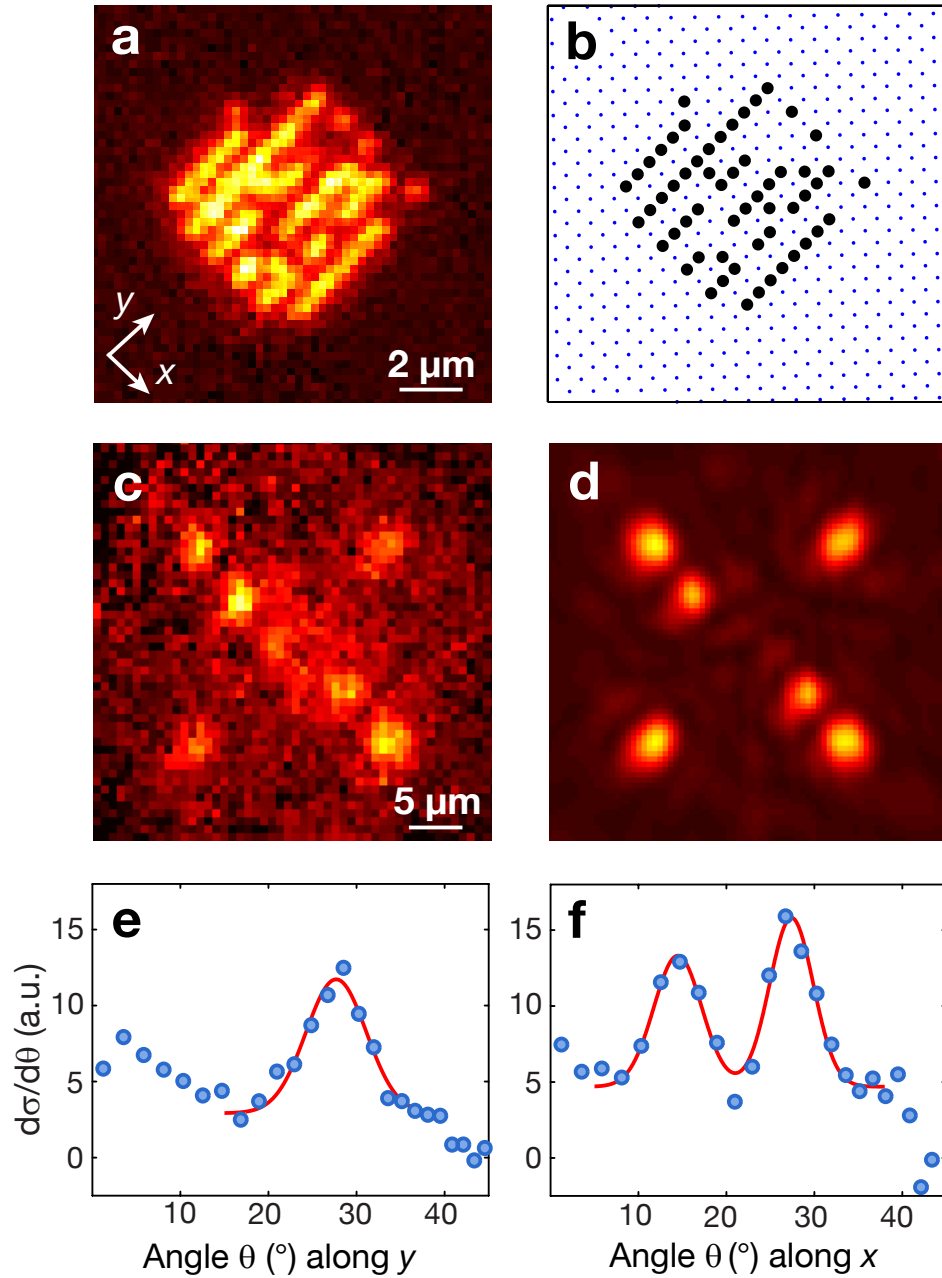 a
b
y
x
2 μm
c
d
5 μm
e
f
15
10
5
0
dσ/dθ (a.u.)
10 20 30 40
Angle θ (°) along y
15
10
5
0
10 20 30 40
Angle θ (°) along x